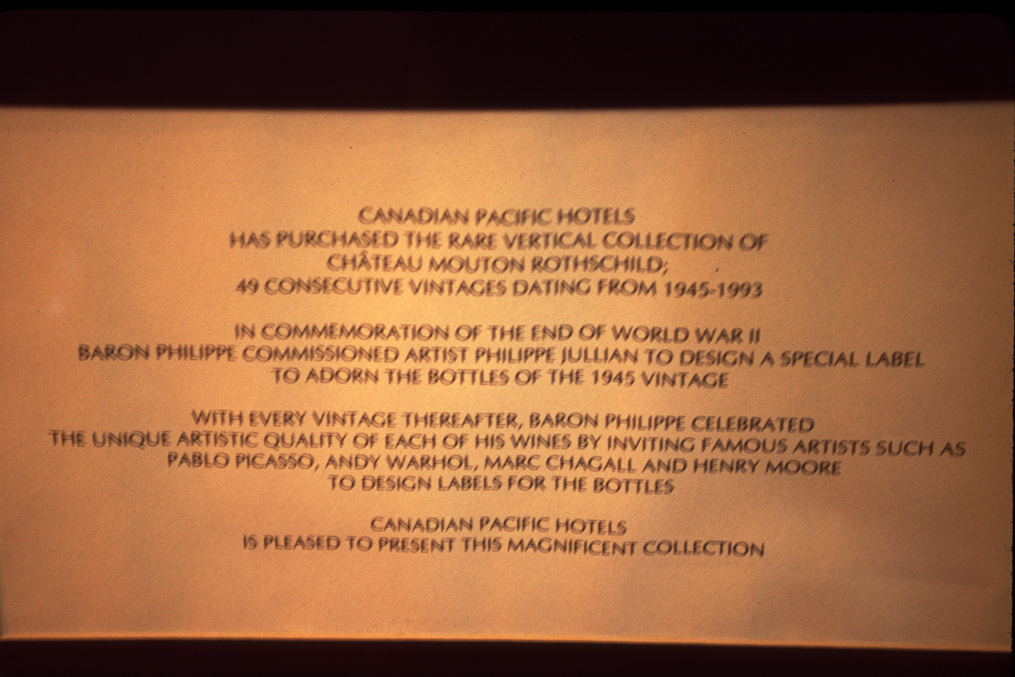 CANADIAN PACIFIC HOTELS
HAS PURCHASED THE RARE VERTICAL COLLECTION OF
CHÂTEAU MOUTON ROTHSCHILD;
49 CONSECUTIVE VINTAGES DATING FROM 1945-1993
IN COMMEMORATION OF THE END OF WORLD WAR II
BARON PHILIPPE COMMISSIONED ARTIST PHILIPPE JULLIAN TO DESIGN A SPECIAL LABEL
TO ADORN THE BOTTLES OF THE 1945 VINTAGE
WITH EVERY VINTAGE THEREAFTER, BARON PHILIPPE CELEBRATED
THE UNIQUE ARTISTIC QUALITY OF EACH OF HIS WINES BY INVITING FAMOUS ARTISTS SUCH AS
PABLO PICASSO, ANDY WARHOL, MARC CHAGALL AND HENRY MOORE
TO DESIGN LABELS FOR THE BOTTLES
CANADIAN PACIFIC HOTELS
IS PLEASED TO PRESENT THIS MAGNIFICENT COLLECTION